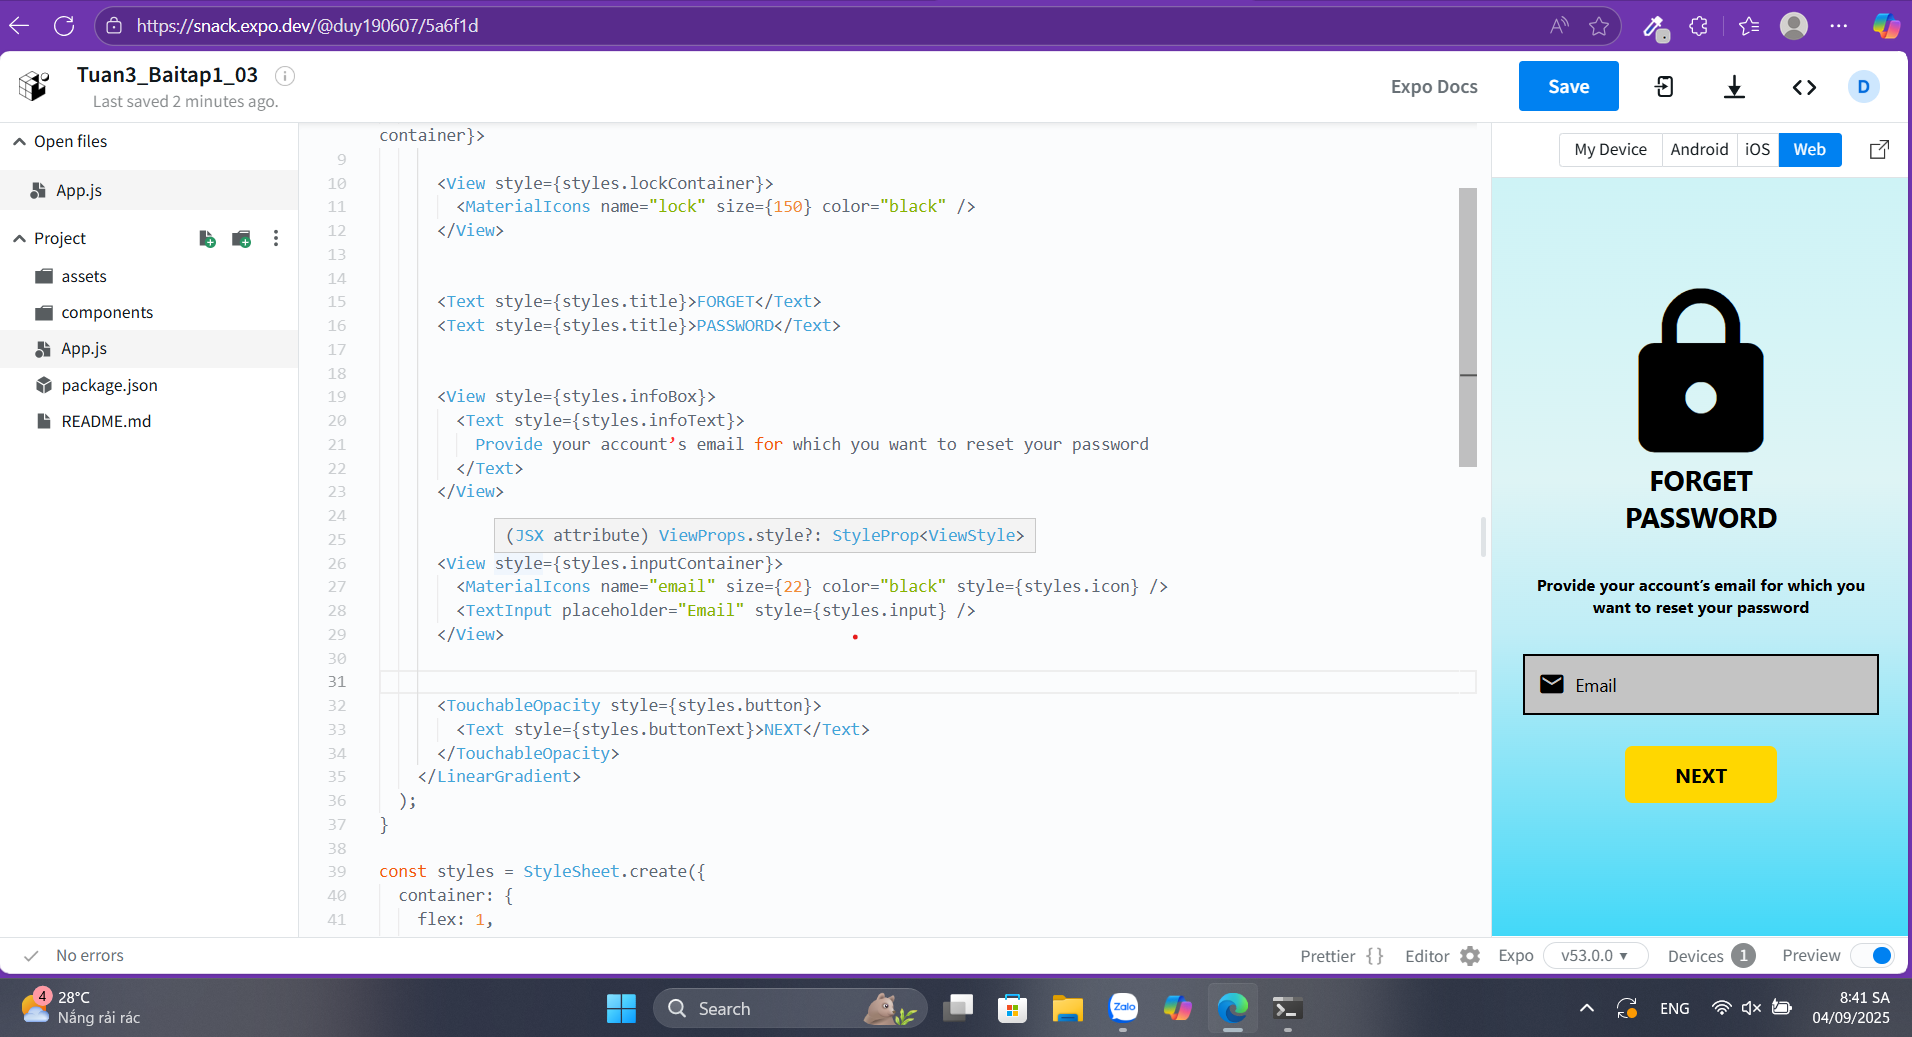 https://snack.expo.dev/@duy190607/5a6f1d
Tuan3_Baitap1_03
Last saved 2 minutes ago.
Expo Docs
Save
D
Open files
App.js
Project
assets
components
App.js
package.json
README.md
container}>
9
10 <View style={styles.lockContainer}>
11 <MaterialIcons name="lock" size={150} color="black" />
12 </View>
13
14
15 <Text style={styles.title}>FORGET</Text>
16 <Text style={styles.title}>PASSWORD</Text>
17
18
19 <View style={styles.infoBox}>
20 <Text style={styles.infoText}>
21 Provide your account’s email for which you want to reset your password
22 </Text>
23 </View>
24
25
(JSX attribute) ViewProps.style?: StyleProp<ViewStyle>
26 <View style={styles.inputContainer}>
27 <MaterialIcons name="email" size={22} color="black" style={styles.icon} />
28 <TextInput placeholder="Email" style={styles.input} />
29 </View>
30
31
32 <TouchableOpacity style={styles.button}>
33 <Text style={styles.buttonText}>NEXT</Text>
34 </TouchableOpacity>
35 </LinearGradient>
36 );
37 }
38
39 const styles = StyleSheet.create({
40 container: {
41 flex: 1,
My Device
Android
iOS
Web
FORGET
PASSWORD
Provide your account’s email for which you
want to reset your password
Email
NEXT
No errors
Prettier {}
Editor
Expo
v53.0.0
Devices 1
Preview
4
28°C
Nắng rải rác
Search
Zalo
ENG
8:41 SA
04/09/2025